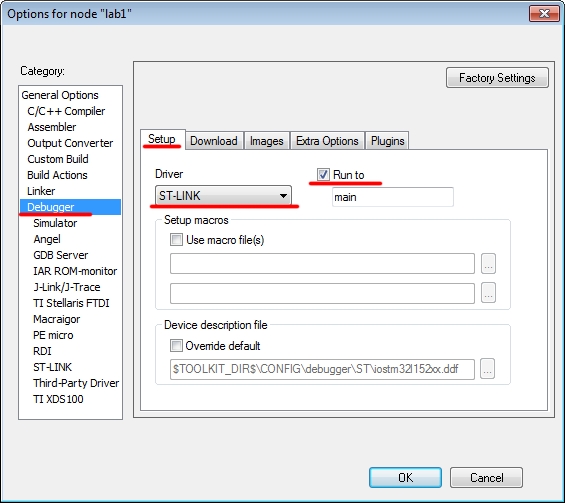 Options for node "lab1"
Category:
General Options
C/C++ Compiler
Assembler
Output Converter
Custom Build
Build Actions
Linker
Debugger
Simulator
Angel
GDB Server
IAR ROM-monitor
J-Link/J-Trace
TI Stellaris FTDI
Macraigor
PE micro
RDI
ST-LINK
Third-Party Driver
TI XDS100
Factory Settings
Setup Download Images Extra Options Plugins
Driver
ST-LINK
Run to
main
Setup macros
Use macro file(s)
...
...
Device description file
Override default
$TOOLKIT_DIR$\CONFIG\debugger\ST\iostm32l152xx.ddf
...
OK Cancel